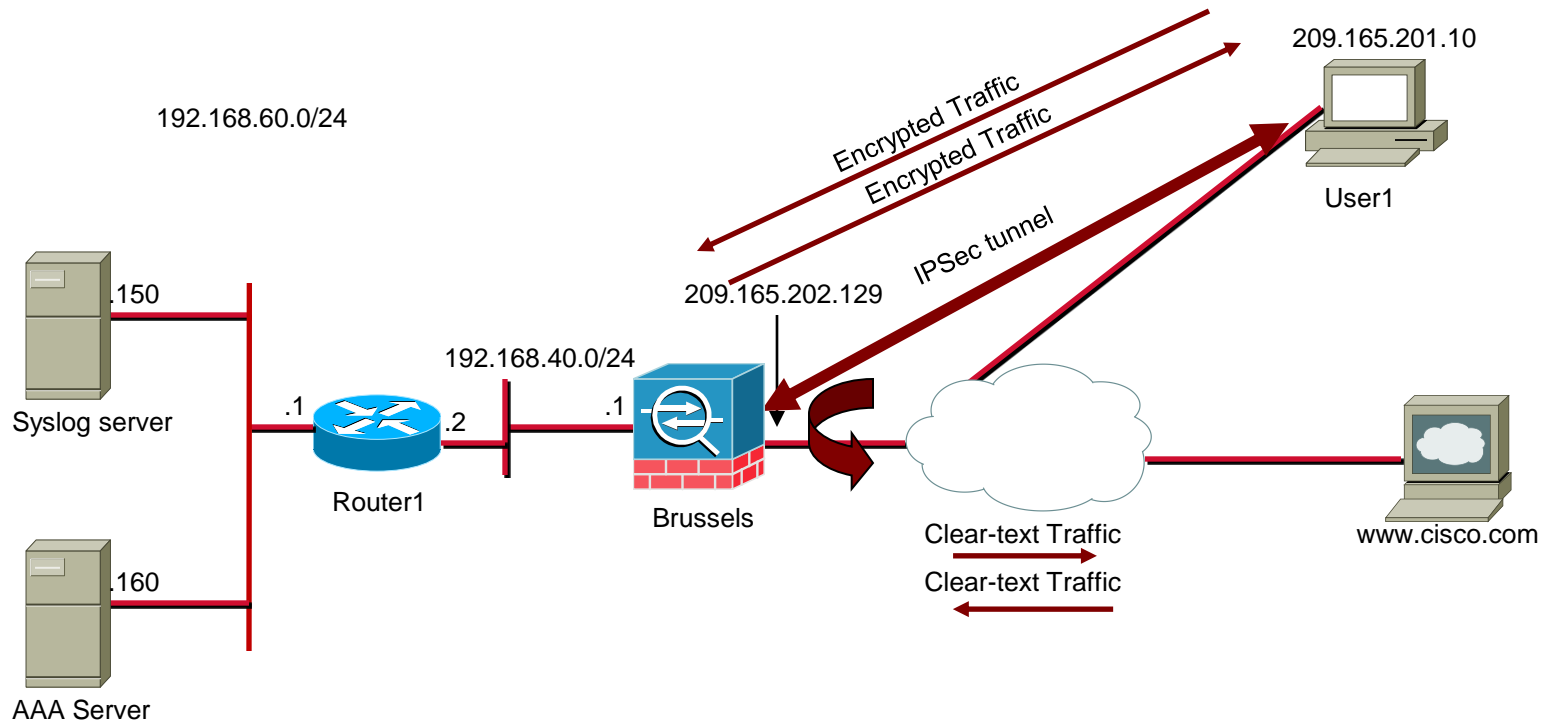 209.165.201.10
192.168.60.0/24
Encrypted Traffic
Encrypted Traffic
User1
IPSec tunnel
.150
209.165.202.129
192.168.40.0/24
Syslog server
.1
.2
.1
Router1
Brussels
Clear-text Traffic
www.cisco.com
.160
Clear-text Traffic
AAA Server